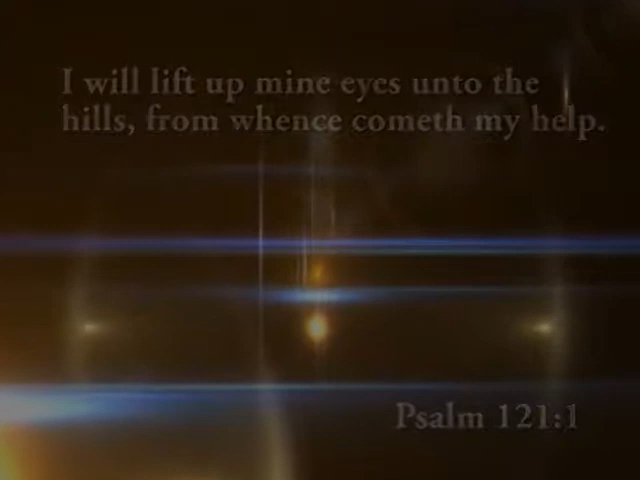 I will lift up mine eyes unto the
hills, from whence cometh my help.
Psalm 121:1